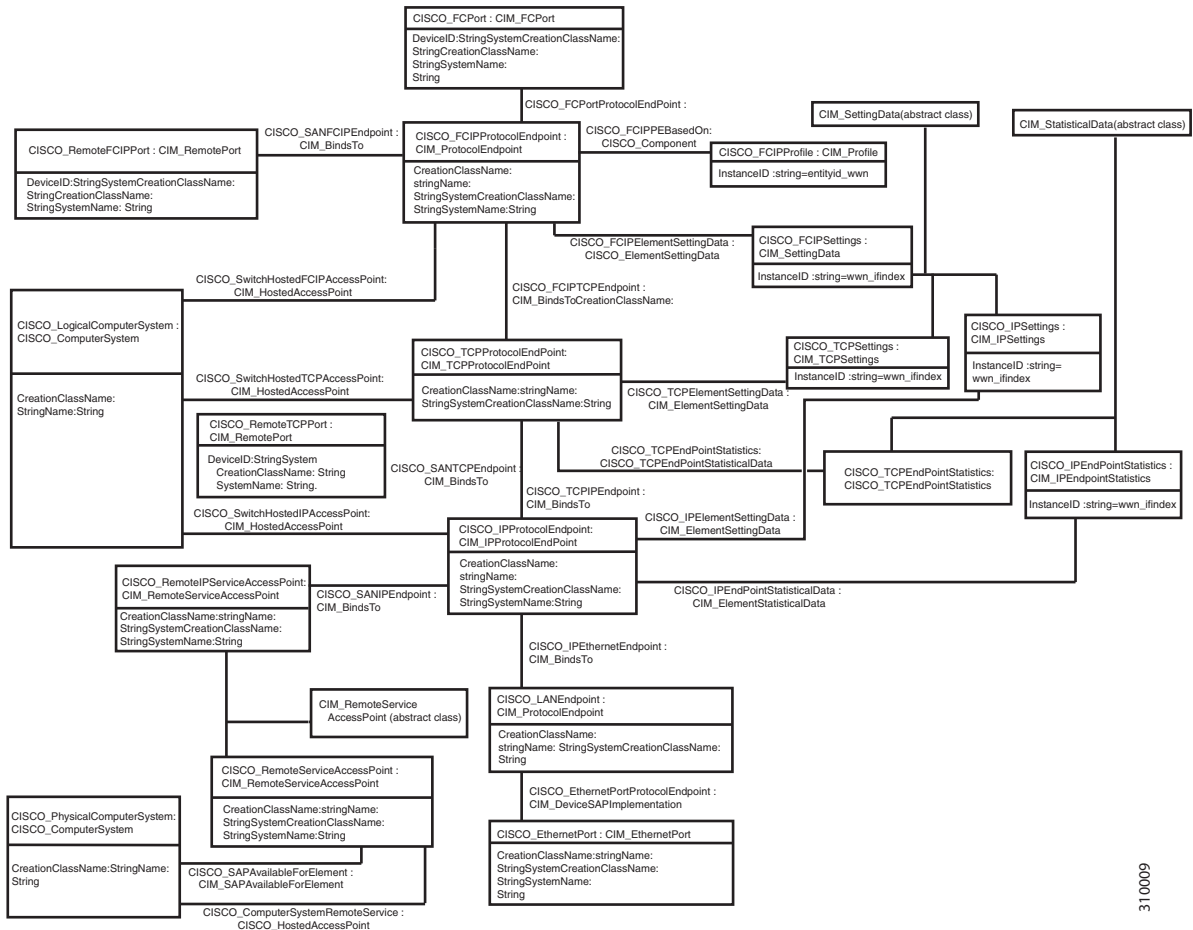 CISCO_FCPort : CIM_FCPort
DeviceID:StringSystemCreationClassName:
StringCreationClassName:
StringSystemName:
String
CISCO_FCPortProtocolEndPoint :
CIM_SettingData(abstract class)
CIM_StatisticalData(abstract class)
CISCO_RemoteFCIPPort : CIM_RemotePort
DeviceID:StringSystemCreationClassName:
StringCreationClassName:
StringSystemName: String
CISCO_SANFCIPEndpoint :
CIM_BindsTo
CISCO_FCIPProtocolEndpoint :
CIM_ProtocolEndpoint
CreationClassName:
stringName:
StringSystemCreationClassName:
StringSystemName:String
CISCO_FCIPPEBasedOn:
CISCO_Component
CISCO_FCIPProfile : CIM_Profile
InstanceID :string=entityid_wwn
CISCO_FCIPElementSettingData :
CISCO_ElementSettingData
CISCO_FCIPSettings :
CIM_SettingData
InstanceID :string=wwn_ifindex
CISCO_SwitchHostedFCIPAccessPoint:
CIM_HostedAccessPoint
CISCO_FCIPTCPEndpoint :
CIM_BindsToCreationClassName:
CISCO_LogicalComputerSystem :
CISCO_ComputerSystem
CreationClassName:
StringName:String
CISCO_IPSettings :
CIM_IPSettings
InstanceID :string=
wwn_ifindex
CISCO_TCPProtocolEndPoint:
CIM_TCPProtocolEndPoint
CreationClassName:stringName:
StringSystemCreationClassName:String
CISCO_TCPSettings :
CIM_TCPSettings
InstanceID :string=wwn_ifindex
CISCO_SwitchHostedTCPAccessPoint:
CIM_HostedAccessPoint
CISCO_TCPElementSettingData :
CIM_ElementSettingData
CISCO_RemoteTCPPort :
CIM_RemotePort
DeviceID:StringSystem
CreationClassName: String
SystemName: String.
CISCO_SANTCPEndpoint :
CIM_BindsTo
CISCO_TCPEndPointStatistics:
CISCO_TCPEndPointStatisticalData
CISCO_TCPEndPointStatistics:
CISCO_TCPEndPointStatistics
CISCO_IPEndPointStatistics :
CIM_IPEndpointStatistics
InstanceID :string=wwn_ifindex
CISCO_TCPIPEndpoint :
CIM_BindsTo
CISCO_SwitchHostedIPAccessPoint:
CIM_HostedAccessPoint
CISCO_IPProtocolEndpoint :
CIM_IPProtocolEndPoint
CreationClassName:
stringName:
StringSystemCreationClassName:
StringSystemName:String
CISCO_IPElementSettingData :
CIM_ElementSettingData
CISCO_RemoteIPServiceAccessPoint:
CIM_RemoteServiceAccessPoint
CreationClassName:stringName:
StringSystemCreationClassName:
StringSystemName:String
CISCO_SANIPEndpoint :
CIM_BindsTo
CISCO_IPEndPointStatisticalData :
CIM_ElementStatisticalData
CISCO_IPEthernetEndpoint :
CIM_BindsTo
CIM_RemoteService
AccessPoint (abstract class)
CISCO_LANEndpoint :
CIM_ProtocolEndpoint
CreationClassName:
stringName: StringSystemCreationClassName:
String
CISCO_RemoteServiceAccessPoint :
CIM_RemoteServiceAccessPoint
CreationClassName:stringName:
StringSystemCreationClassName:
StringSystemName:String
CISCO_EthernetPortProtocolEndpoint :
CIM_DeviceSAPImplementation
CISCO_PhysicalComputerSystem:
CISCO_ComputerSystem
CreationClassName:StringName:
String
CISCO_EthernetPort : CIM_EthernetPort
CreationClassName:stringName:
StringSystemCreationClassName:
StringSystemName:
String
CISCO_SAPAvailableForElement :
CIM_SAPAvailableForElement
CISCO_ComputerSystemRemoteService :
CISCO_HostedAccessPoint
310009